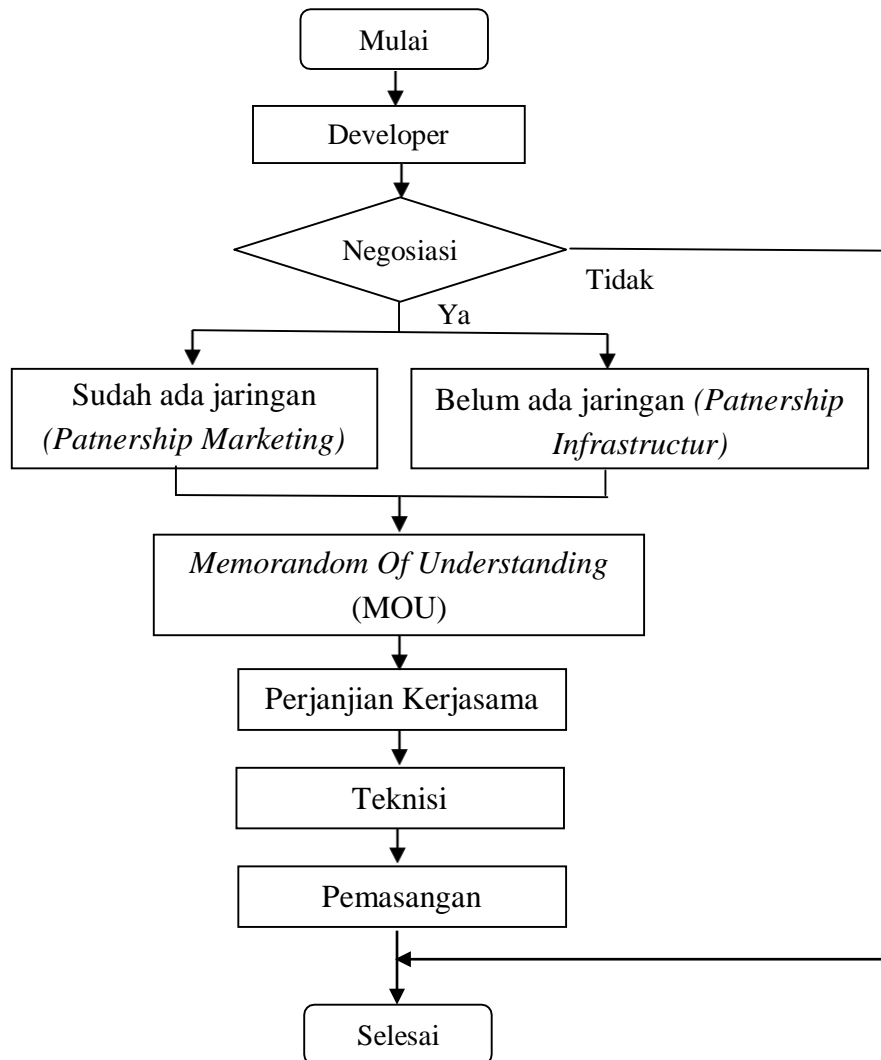 Mulai
Developer
Negosiasi
Tidak
Ya
Sudah ada jaringan
(Patnership Marketing)
Belum ada jaringan (Patnership
Infrastructur)
Memorandom Of Understanding
(MOU)
Perjanjian Kerjasama
Teknisi
Pemasangan
Selesai